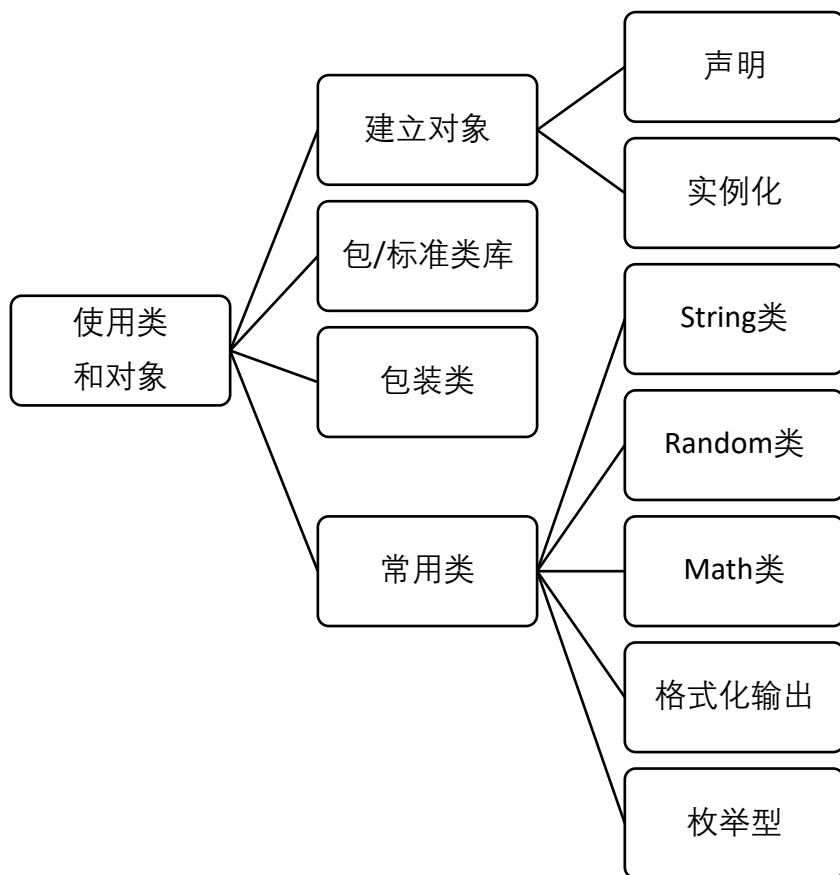 使用类
和对象
建立对象
声明
实例化
包/标准类库
包装类
常用类
String类
Random类
Math类
格式化输出
枚举型